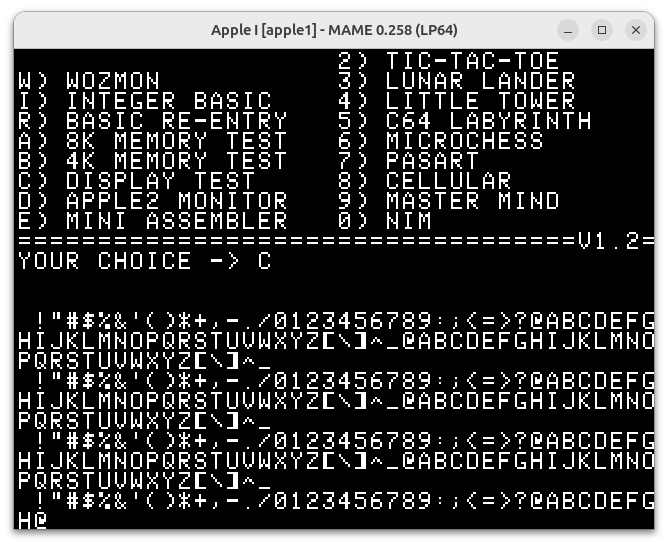 Apple I [apple1] - MAME 0.258 (LP64)
2) TIC-TAC-TOE
W) WOZMON 3) LUNAR LANDER
I) INTEGER BASIC 4) LITTLE TOWER
R) BASIC RE-ENTRY 5) C64 LABYRINTH
A) 8K MEMORY TEST 6) MICROCHESS
B) 4K MEMORY TEST 7) PASART
C) DISPLAY TEST 8) CELLULAR
D) APPLE2 MONITOR 9) MASTER MIND
E) MINI ASSEMBLER 0) NIM
===================================V1.2=
YOUR CHOICE -> C
!"#$%&'()*+,-./0123456789:;<=>?@ABCDEFG
HIJKLMNOPQRSTUVWXYZ[\]^_@ABCDEFGHIJKLMNO
PQRSTUVWXYZ[\]^_
!"#$%&'()*+,-./0123456789:;<=>?@ABCDEFG
HIJKLMNOPQRSTUVWXYZ[\]^_@ABCDEFGHIJKLMNO
PQRSTUVWXYZ[\]^_
!"#$%&'()*+,-./0123456789:;<=>?@ABCDEFG
HIJKLMNOPQRSTUVWXYZ[\]^_@ABCDEFGHIJKLMNO
PQRSTUVWXYZ[\]^_
!"#$%&'()*+,-./0123456789:;<=>?@ABCDEFG
H@